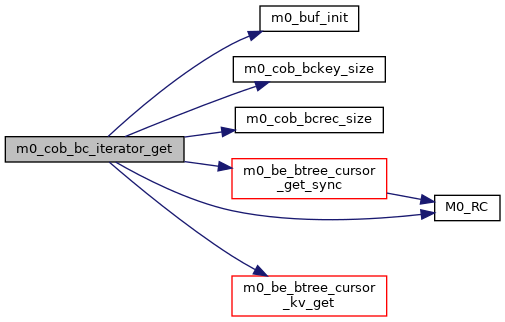 m0_buf_init
m0_cob_bckey_size
m0_cob_bcrec_size
m0_cob_bc_iterator_get
m0_be_btree_cursor
_get_sync
M0_RC
m0_be_btree_cursor
_kv_get